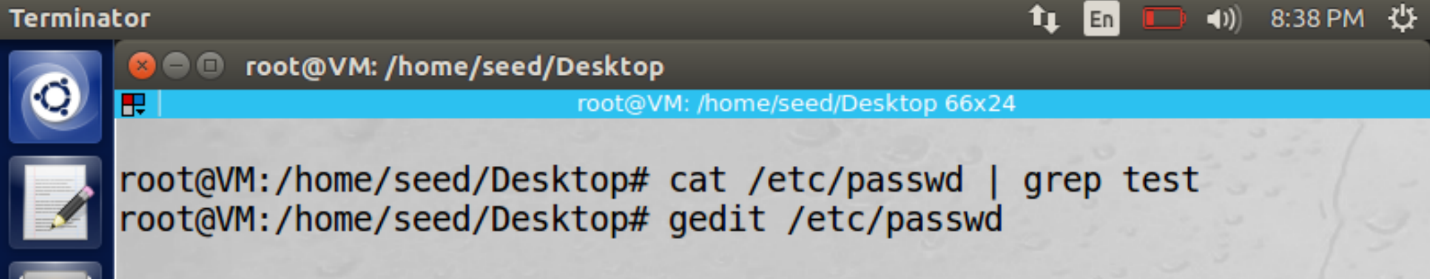 Terminator
En
8:38 PM
root@VM: /home/seed/Desktop
root@VM: /home/seed/Desktop 66x24
root@VM:/home/seed/Desktop# cat /etc/passwd | grep test
root@VM:/home/seed/Desktop# gedit /etc/passwd